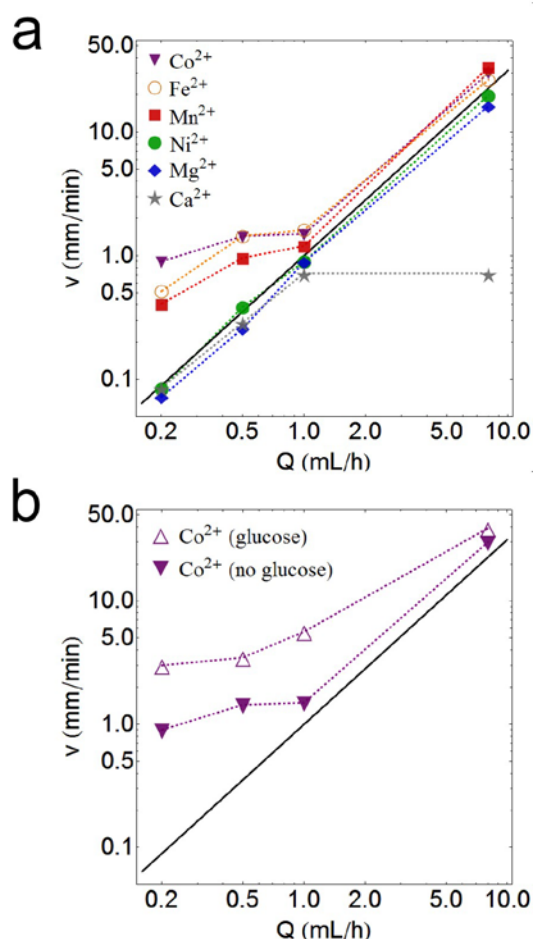 a
50.0
Co2+
Fe2+
10.0
Mn2+
5.0
Ni2+
Mg2+
Ca2+
v (mm/min)
1.0
0.5
0.1
0.2 0.5 1.0 2.0 5.0 10.0
Q (mL/h)
b
50.0
Co2+ (glucose)
Co2+ (no glucose)
10.0
5.0
v (mm/min)
1.0
0.5
0.1
0.2 0.5 1.0 2.0 5.0 10.0
Q (mL/h)